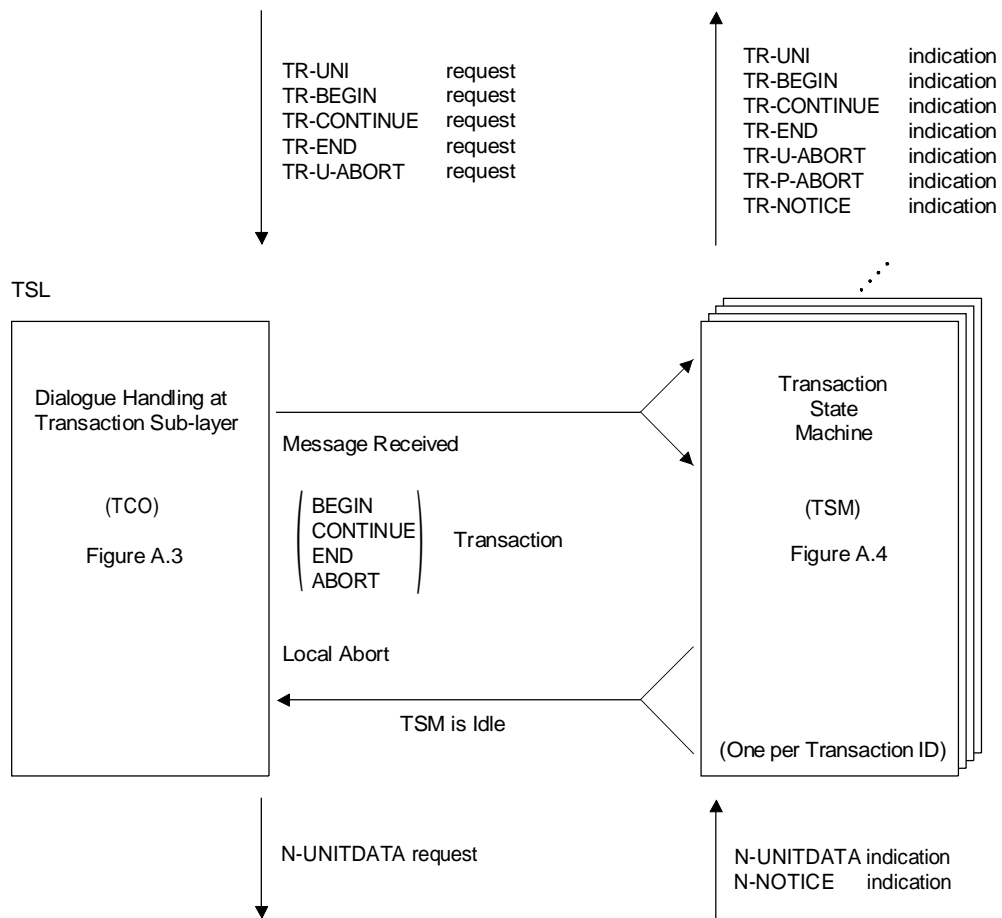 TR-UNI request
TR-BEGIN request
TR-CONTINUE request
TR-END request
TR-U-ABORT request
TR-UNI indication
TR-BEGIN indication
TR-CONTINUE indication
TR-END indication
TR-U-ABORT indication
TR-P-ABORT indication
TR-NOTICE indication
TSL
Dialogue Handling at
Transaction Sub-layer
(TCO)
Figure A.3
Message Received
BEGIN
CONTINUE
END
ABORT
Transaction
Local Abort
TSM is Idle
Transaction
State
Machine
(TSM)
Figure A.4
(One per Transaction ID)
N-UNITDATA request
N-UNITDATA indication
N-NOTICE indication